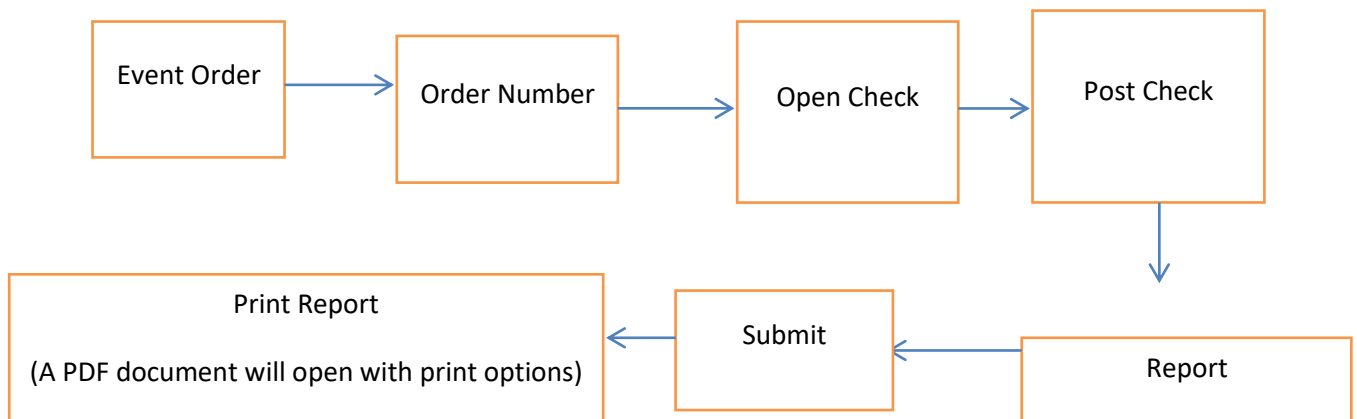 Event Order
Order Number
Open Check
Post Check
Report
Submit
Print Report
(A PDF document will open with print options)